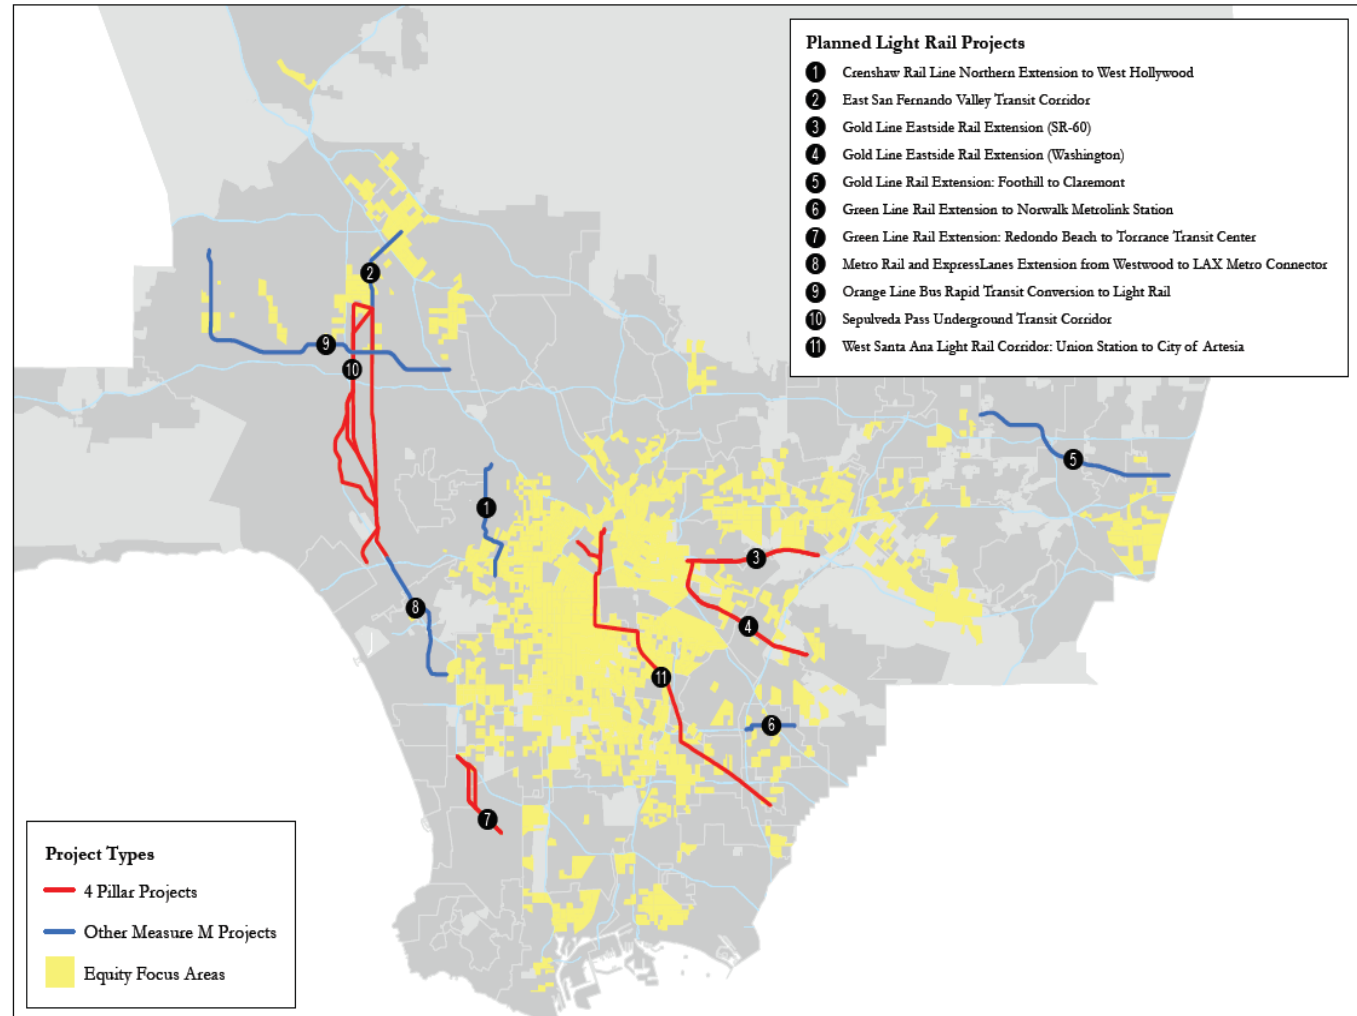 Planned Light Rail Projects
1 Crenshaw Rail Line Northern Extension to West Hollywood
2 East San Fernando Valley Transit Corridor
3 Gold Line Eastside Rail Extension (SR-60)
4 Gold Line Eastside Rail Extension (Washington)
5 Gold Line Rail Extension: Foothill to Claremont
6 Green Line Rail Extension to Norwalk Metrolink Station
7 Green Line Rail Extension: Redondo Beach to Torrance Transit Center
8 Metro Rail and ExpressLanes Extension from Westwood to LAX Metro Connector
9 Orange Line Bus Rapid Transit Conversion to Light Rail
10 Sepulveda Pass Underground Transit Corridor
11 West Santa Ana Light Rail Corridor: Union Station to City of Artesia
2
9
10
5
1
3
8
4
11
6
7
Project Types
4 Pillar Projects
Other Measure M Projects
Equity Focus Areas